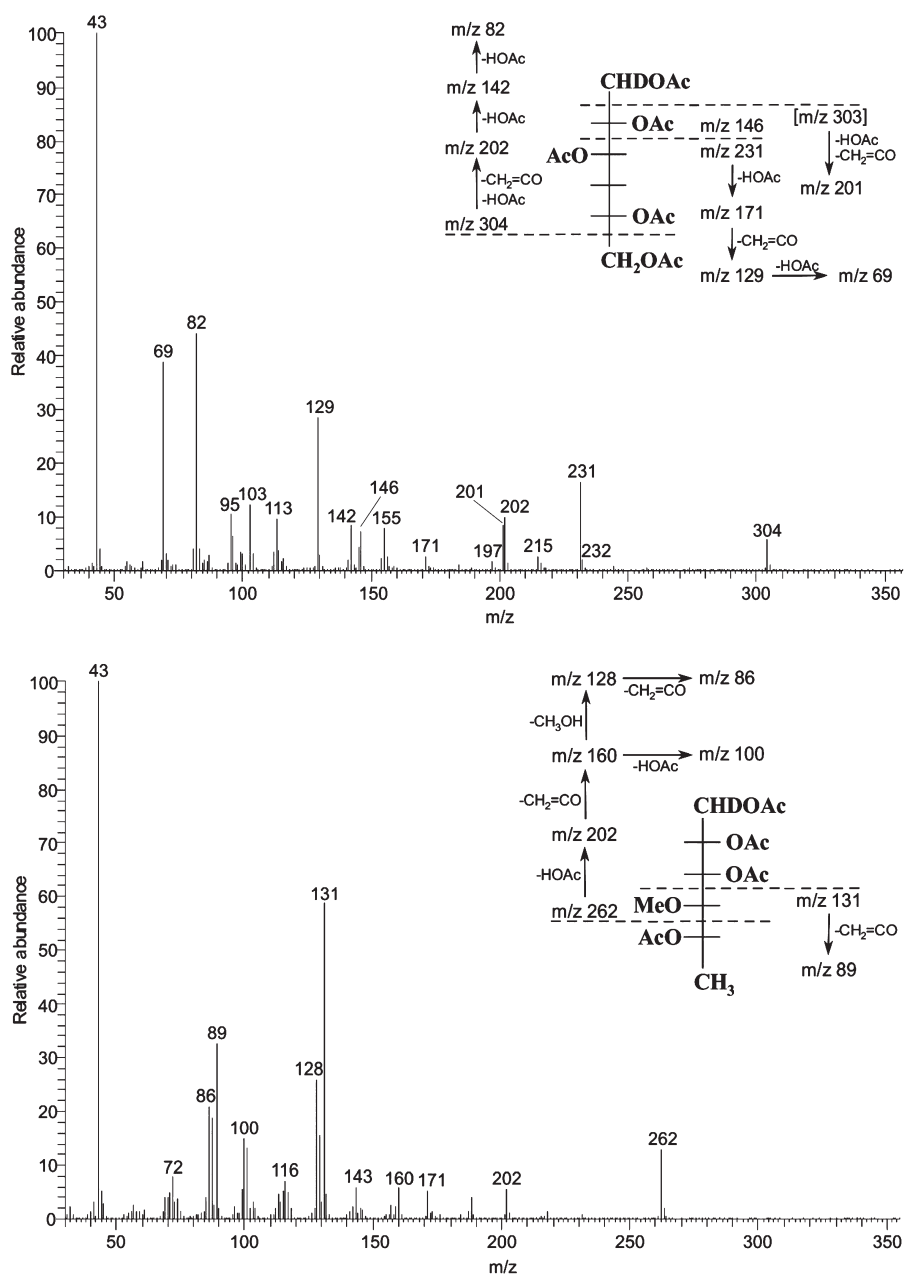 m/z 82
-HOAc
m/z 142
-HOAc
m/z 202
-CH2=CO
-HOAc
m/z 304
CHDOAc
OAc
AcO
OAc
CH2OAc
m/z 146
m/z 231
-HOAc
m/z 171
-CH2=CO
m/z 129 -HOAc m/z 69
[m/z 303]
-HOAc
-CH2=CO
m/z 201
Relative abundance
100
90
80
70
60
50
40
30
20
10
0
43
69
82
95
103
113
129
142
146
155
171
197
201
202
215
231
232
304
50 100 150 200 250 300 350
m/z
m/z 128 -CH2=CO m/z 86
-CH3OH
m/z 160 -HOAc m/z 100
-CH2=CO
m/z 202
-HOAc
m/z 262
CHDOAc
OAc
OAc
MeO
AcO
CH3
m/z 131
-CH2=CO
m/z 89
Relative abundance
100
90
80
70
60
50
40
30
20
10
0
43
72
86
89
100
116
128
131
143
160
171
202
262
50 100 150 200 250 300 350
m/z